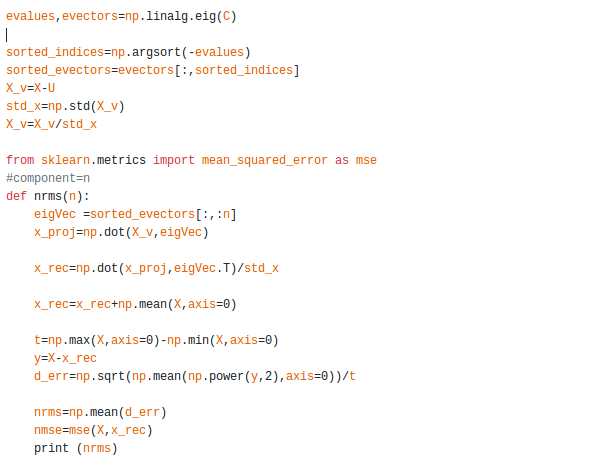 evalues,evectors=np.linalg.eig(C)
sorted_indices=np.argsort(-evalues)
sorted_evectors=evectors[:,sorted_indices]
X_v=X-U
std_x=np.std(X_v)
X_v=X_v/std_x
from sklearn.metrics import mean_squared_error as mse
#component=n
def nrms(n):
    eigVec =sorted_evectors[:,:n]
    x_proj=np.dot(X_v,eigVec)
    x_rec=np.dot(x_proj,eigVec.T)/std_x
    x_rec=x_rec+np.mean(X,axis=0)
    t=np.max(X,axis=0)-np.min(X,axis=0)
    y=X-x_rec
    d_err=np.sqrt(np.mean(np.power(y,2),axis=0))/t
    nrms=np.mean(d_err)
    nmse=mse(X,x_rec)
    print (nrms)